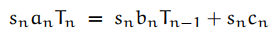 sₙaₙTₙ = sₙbₙTₙ₋₁ + sₙcₙ